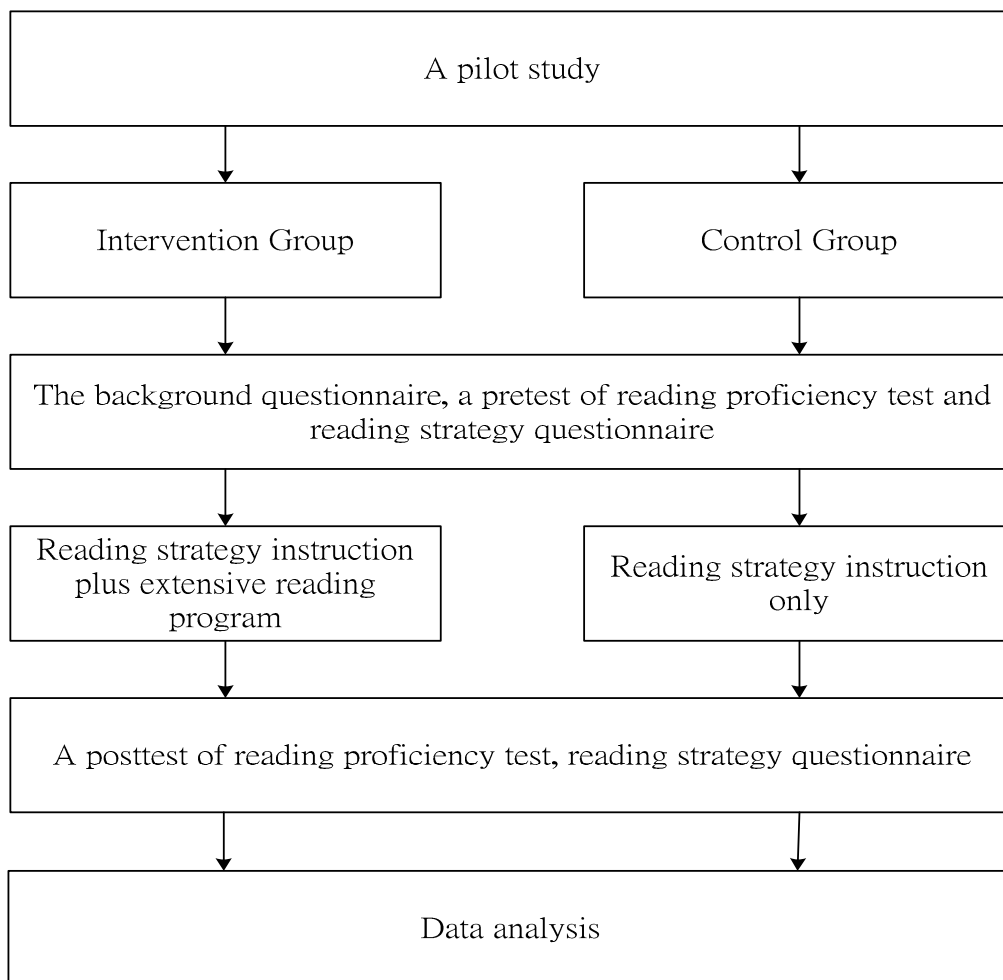 A pilot study
Intervention Group
Control Group
The background questionnaire, a pretest of reading proficiency test and
reading strategy questionnaire
Reading strategy instruction
plus extensive reading
program
Reading strategy instruction
only
A posttest of reading proficiency test, reading strategy questionnaire
Data analysis